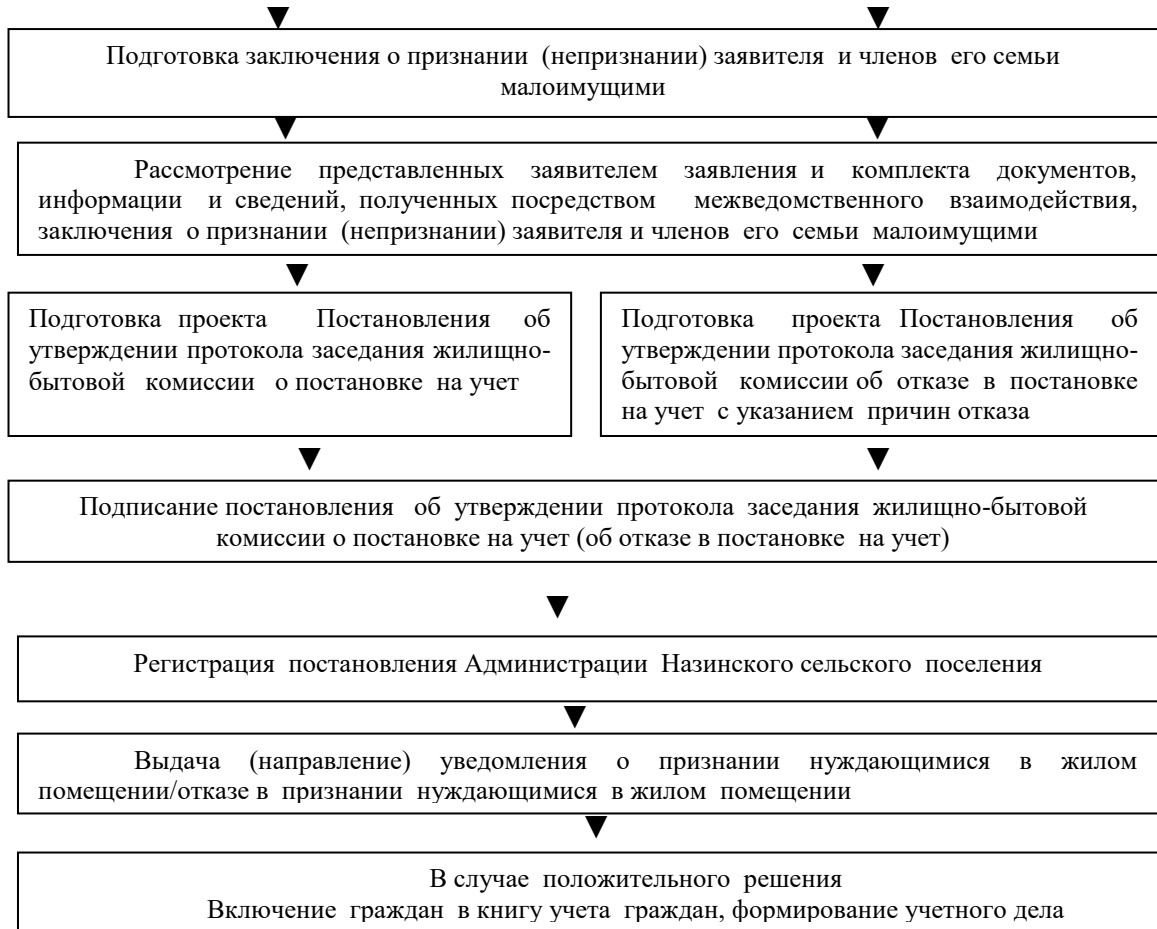 Подготовка заключения о признании (непризнании) заявителя и членов его семьи
малоимущими
Рассмотрение представленных заявителем заявления и комплекта документов,
информации и сведений, полученных посредством межведомственного взаимодействия,
заключения о признании (непризнании) заявителя и членов его семьи малоимущими
Подготовка проекта Постановления об
утверждении протокола заседания жилищно-
бытовой комиссии о постановке на учет
Подготовка проекта Постановления об
утверждении протокола заседания жилищно-
бытовой комиссии об отказе в постановке
на учет с указанием причин отказа
Подписание постановления об утверждении протокола заседания жилищно-бытовой
комиссии о постановке на учет (об отказе в постановке на учет)
Регистрация постановления Администрации Назинского сельского поселения
Выдача (направление) уведомления о признании нуждающимися в жилом
помещении/отказе в признании нуждающимися в жилом помещении
В случае положительного решения
Включение граждан в книгу учета граждан, формирование учетного дела